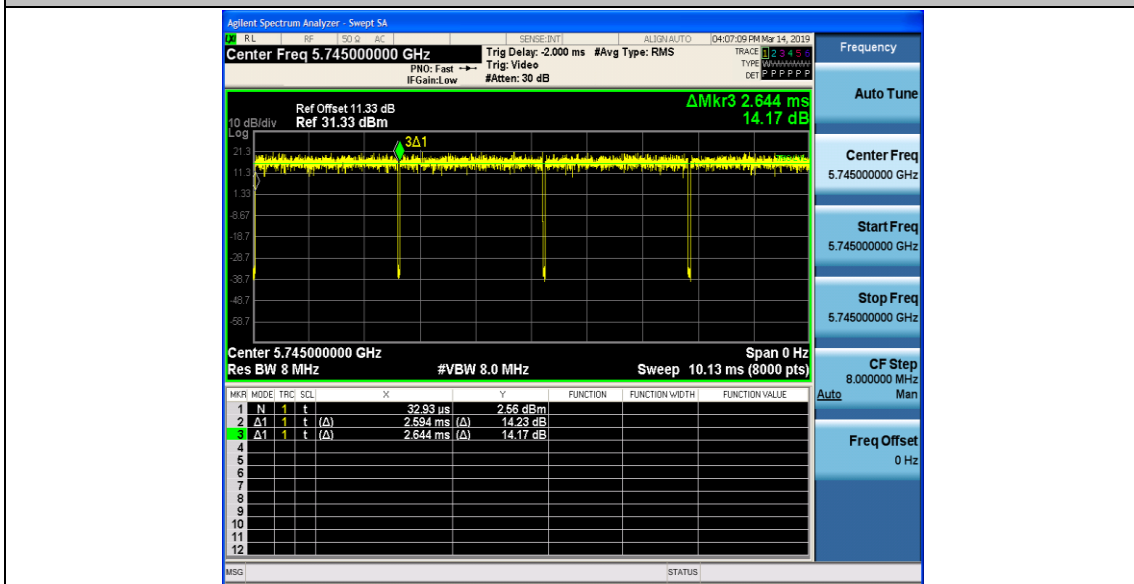 Agilent Spectrum Analyzer - Swept SA
RL RF 50 Ω AC SENSE:INT ALIGN AUTO 04:07:09 PM Mar 14, 2019
Center Freq 5.745000000 GHz
PNO: Fast
IFGain:Low
Trig Delay: -2.000 ms
Trig: Video
#Atten: 30 dB
#Avg Type: RMS
TRACE 1 2 3 4 5 6
TYPE
DET P P P P P P
Frequency
ΔMkr3 2.644 ms
14.17 dB
Ref Offset 11.33 dB
10 dB/div Ref 31.33 dBm
Log
3Δ1
21.3
11.3
1.33
-8.67
-18.7
-28.7
-38.7
-48.7
-58.7
Center 5.745000000 GHz Span 0 Hz
Res BW 8 MHz #VBW 8.0 MHz Sweep 10.13 ms (8000 pts)
MKR MODE TRC SCL X Y FUNCTION FUNCTION WIDTH FUNCTION VALUE
1 N 1 t 32.93 µs 2.56 dBm
2 Δ1 1 t (Δ) 2.594 ms (Δ) 14.23 dB
3 Δ1 1 t (Δ) 2.644 ms (Δ) 14.17 dB
4
5
6
7
8
9
10
11
12
MSG STATUS
Auto Tune
Center Freq
5.745000000 GHz
Start Freq
5.745000000 GHz
Stop Freq
5.745000000 GHz
CF Step
8.000000 MHz
Auto Man
Freq Offset
0 Hz